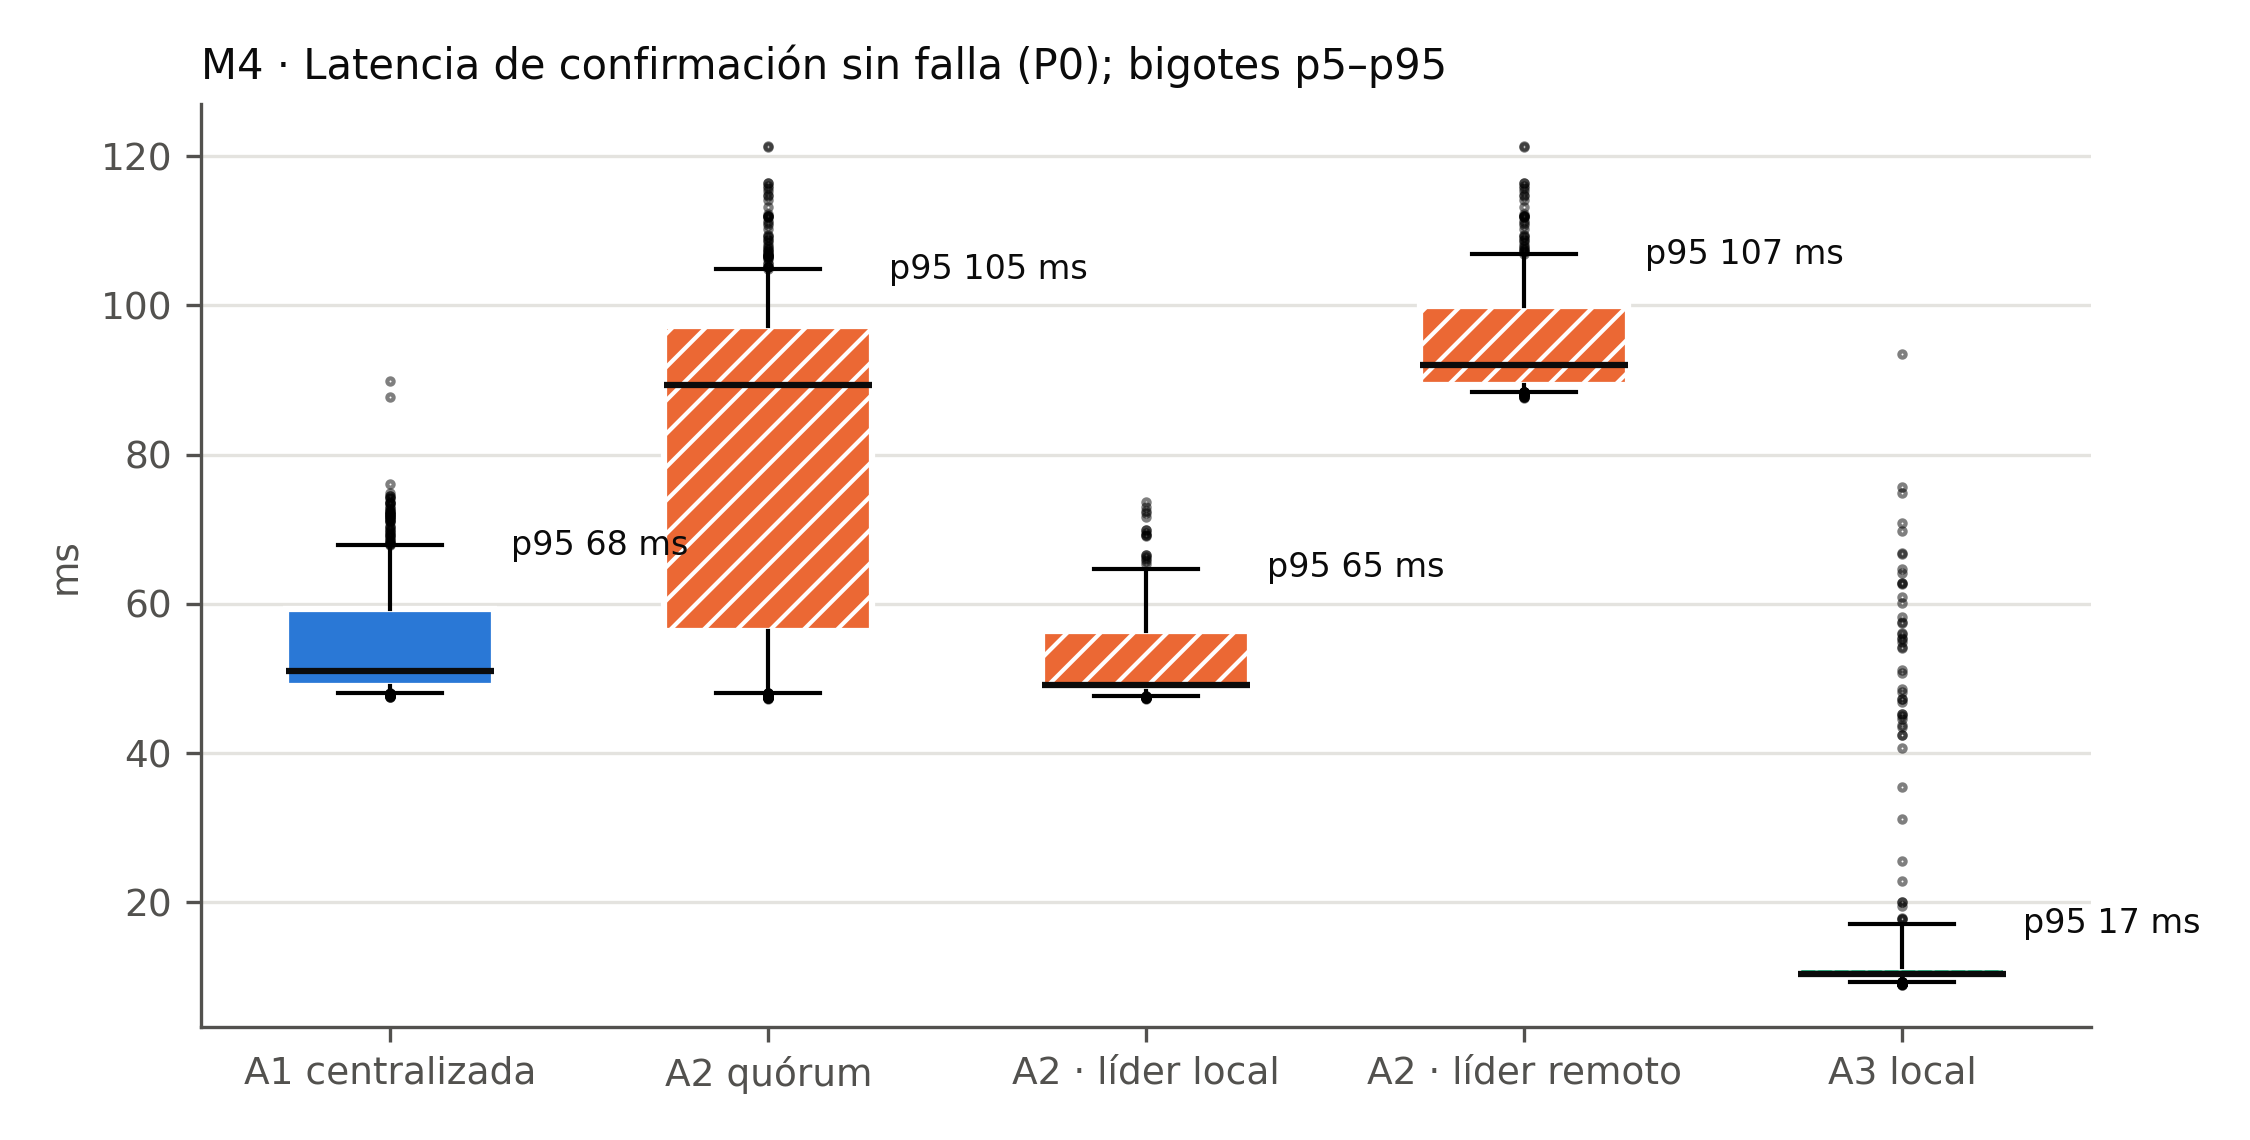 M4 · Latencia de confirmación sin falla (P0); bigotes p5–p95
120
100
80
60
40
20
ms
p95 68 ms
p95 105 ms
p95 65 ms
p95 107 ms
p95 17 ms
A1 centralizada
A2 quórum
A2 · líder local
A2 · líder remoto
A3 local